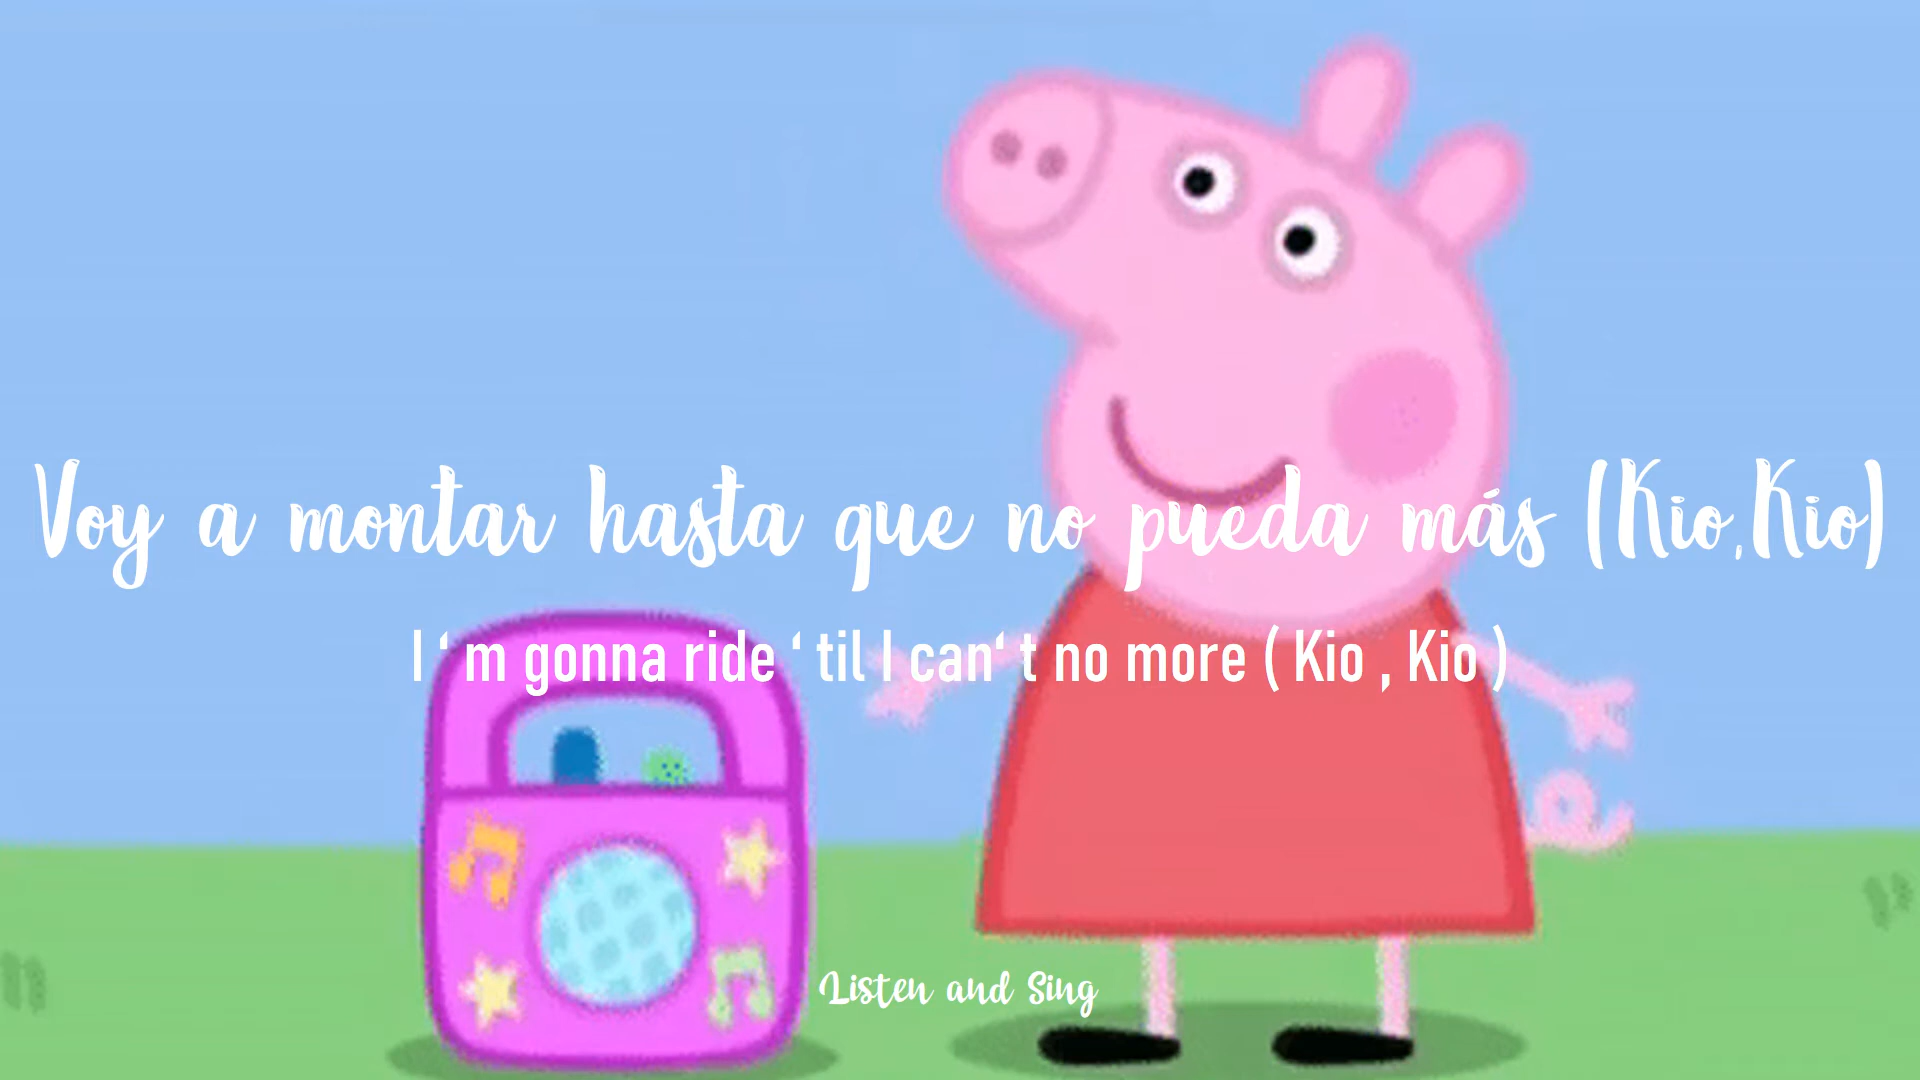 Voy a montar hasta que no pueda más (Kio,Kio)
I ‘ m gonna ride ‘ til I can‘ t no more ( Kio , Kio )
Listen and Sing